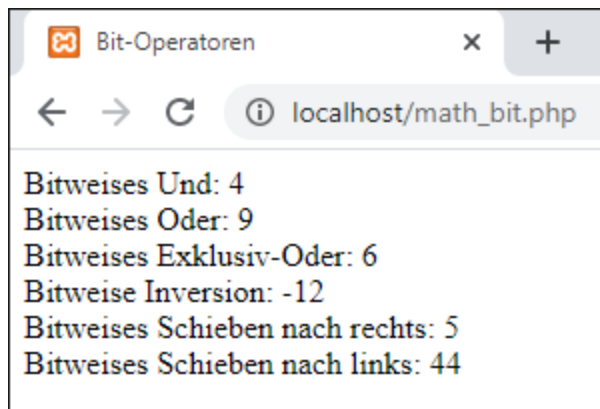 Bit-Operatoren
localhost/math_bit.php
Bitweises Und: 4
Bitweises Oder: 9
Bitweises Exklusiv-Oder: 6
Bitweise Inversion: -12
Bitweises Schieben nach rechts: 5
Bitweises Schieben nach links: 44